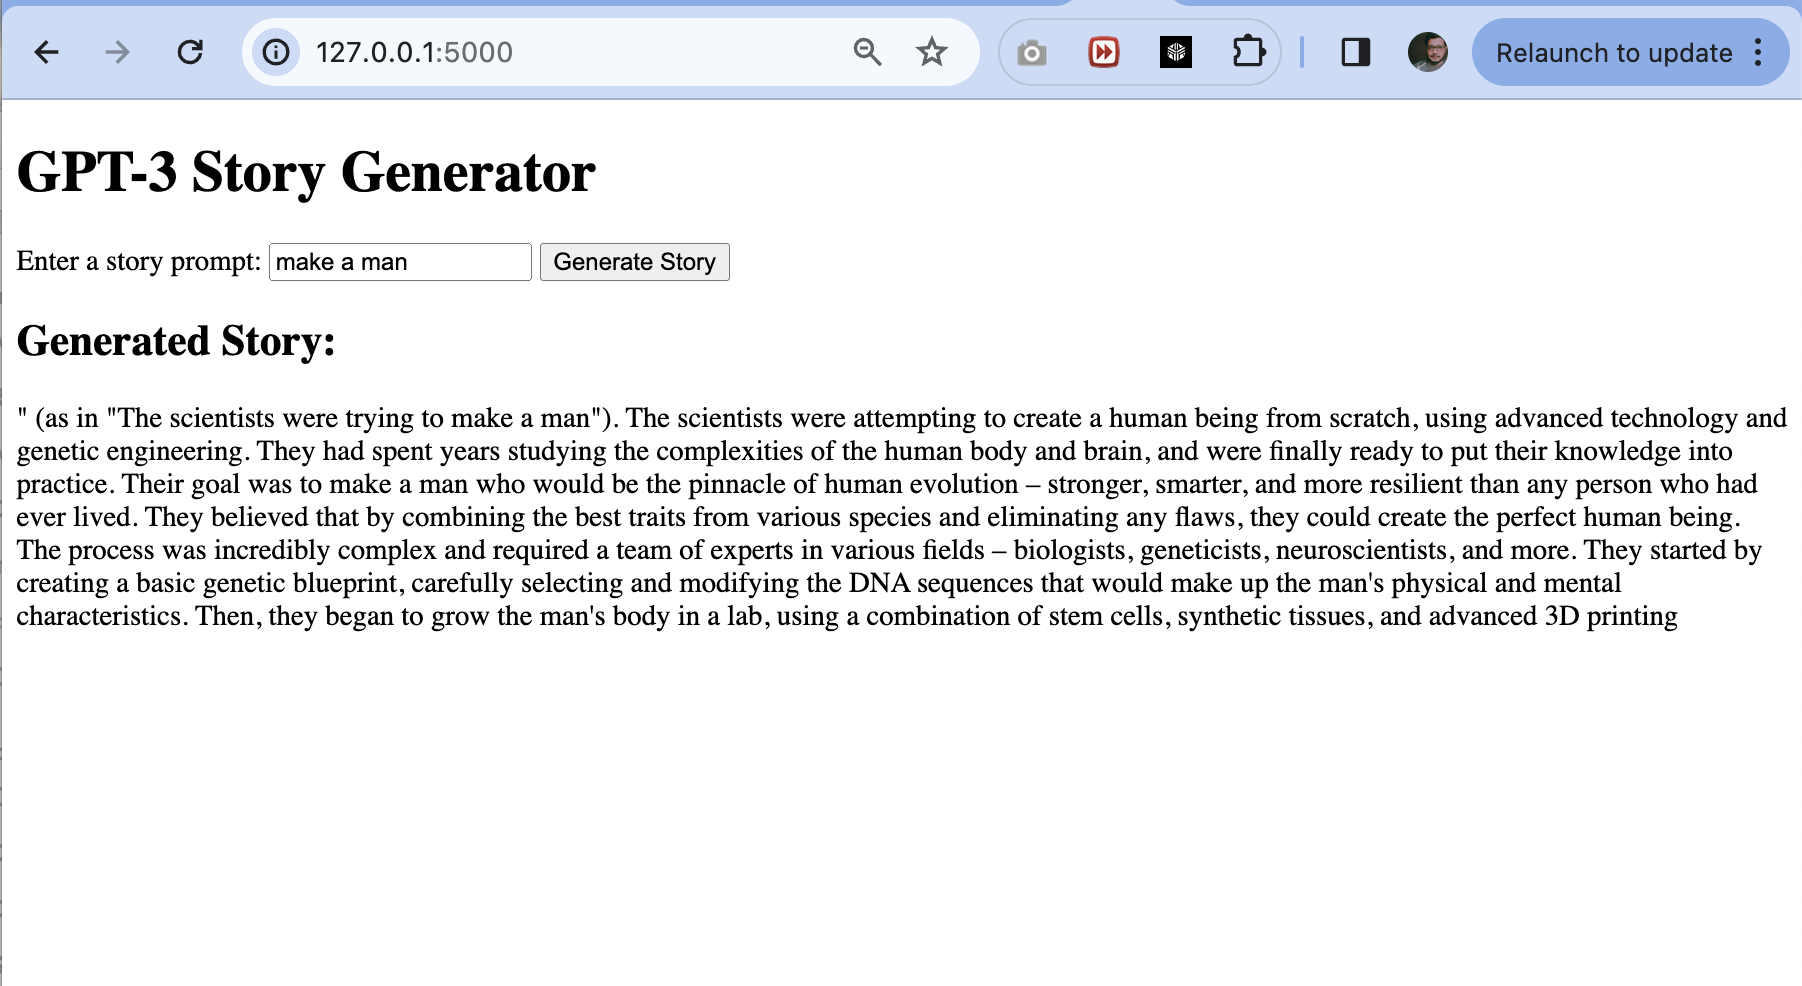 127.0.0.1:5000
Relaunch to update
GPT-3 Story Generator
Enter a story prompt: make a man Generate Story
Generated Story:
" (as in "The scientists were trying to make a man"). The scientists were attempting to create a human being from scratch, using advanced technology and
genetic engineering. They had spent years studying the complexities of the human body and brain, and were finally ready to put their knowledge into
practice. Their goal was to make a man who would be the pinnacle of human evolution – stronger, smarter, and more resilient than any person who had
ever lived. They believed that by combining the best traits from various species and eliminating any flaws, they could create the perfect human being.
The process was incredibly complex and required a team of experts in various fields – biologists, geneticists, neuroscientists, and more. They started by
creating a basic genetic blueprint, carefully selecting and modifying the DNA sequences that would make up the man's physical and mental
characteristics. Then, they began to grow the man's body in a lab, using a combination of stem cells, synthetic tissues, and advanced 3D printing